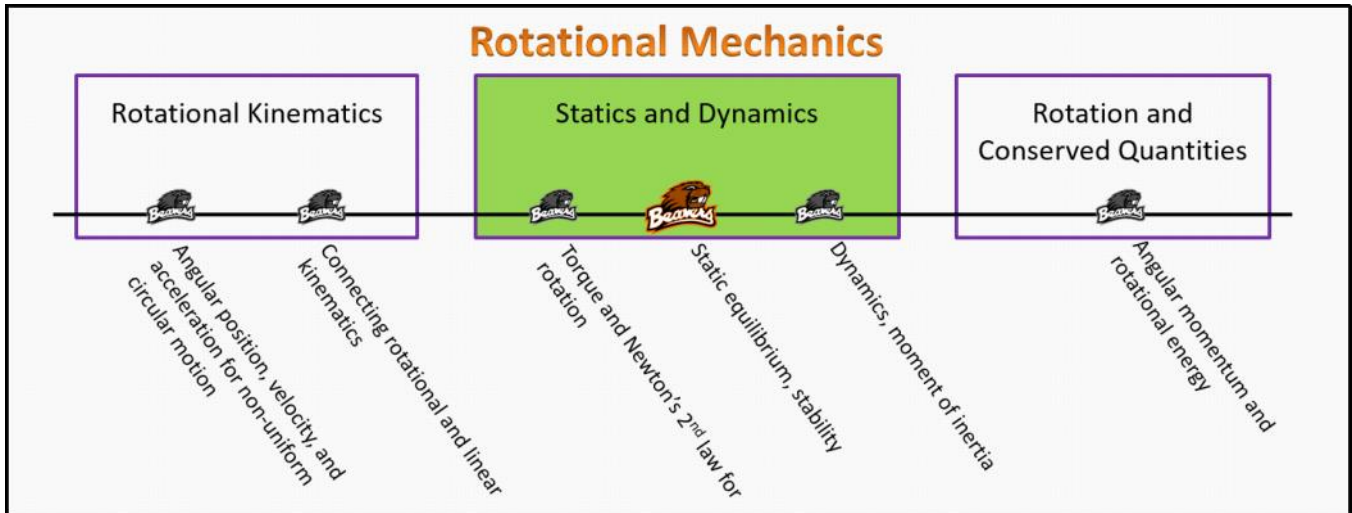 Rotational Mechanics
Rotational Kinematics
Statics and Dynamics
Rotation and
Conserved Quantities
Beavers
Beavers
Beavers
Beavers
Beavers
Beavers
Angular position, velocity, and
acceleration for non-uniform
circular motion
Connecting rotational and linear
kinematics
Torque and Newton's 2nd law for
rotation
Static equilibrium, stability
Dynamics, moment of inertia
Angular momentum and
rotational energy